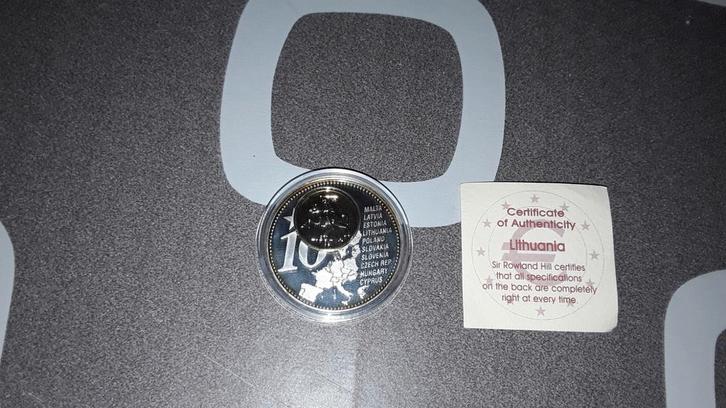 10
MALTA
LATVIA
ESTONIA
LITHUANIA
POLAND
SLOVAKIA
SLOVENIA
CZECH REP.
HUNGARY
CYPRUS
Certificate
of Authenticity
Lithuania
Sir Rowland Hill certifies
that all specifications
on the back are completely
right at every time